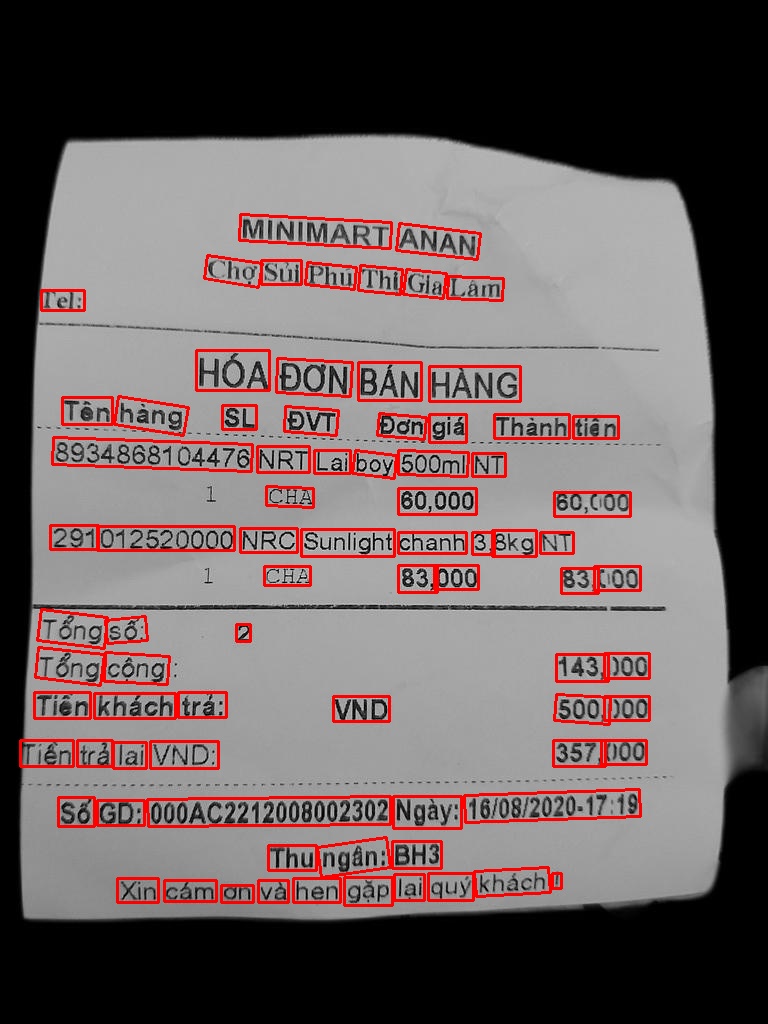 MINIMART ANAN
Chợ Sủi Phú Thị Gia Lâm
Tel:
HÓA ĐƠN BÁN HÀNG
Tên hàng SL ĐVT Đơn giá Thành tiền
8934868104476 NRT Lai boy 500ml NT
1 CHA 60,000 60,000
291012520000 NRC Sunlight chanh 3,8kg NT
1 CHA 83,000 83,000
Tổng số: 2
Tổng cộng : 143,000
Tiền khách trả: VND 500,000
Tiền trả lai VND: 357,000
Số GD: 000AC2212008002302 Ngày: 16/08/2020-17:19
Thu ngân: BH3
Xin cám ơn và hen gặp lại quý khách !